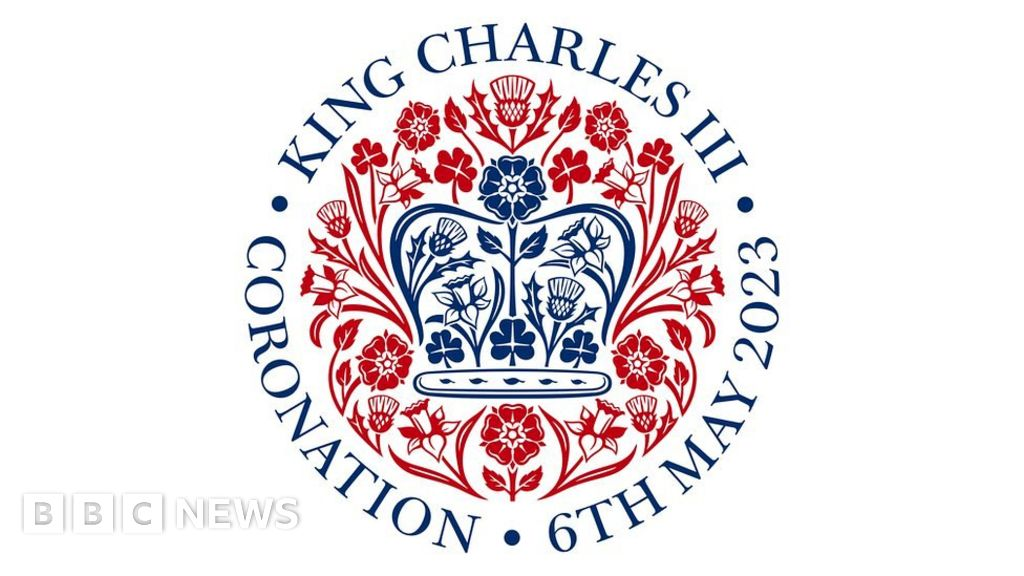 KING CHARLES III
CORONATION • 6TH MAY 2023
BBC NEWS